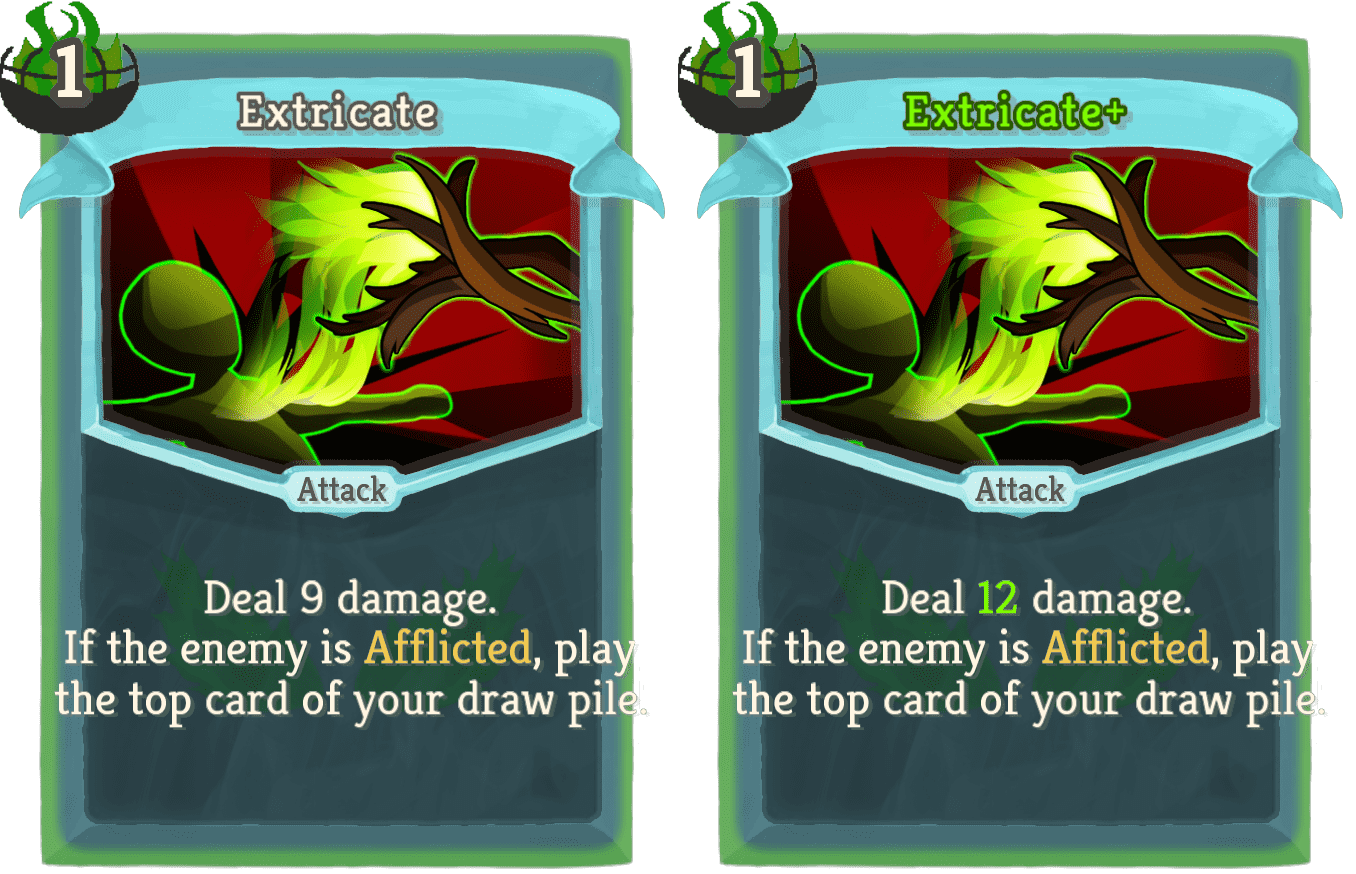 1
Extricate
Attack
Deal 9 damage.
If the enemy is Afflicted, play
the top card of your draw pile.
1
Extricate+
Attack
Deal 12 damage.
If the enemy is Afflicted, play
the top card of your draw pile.